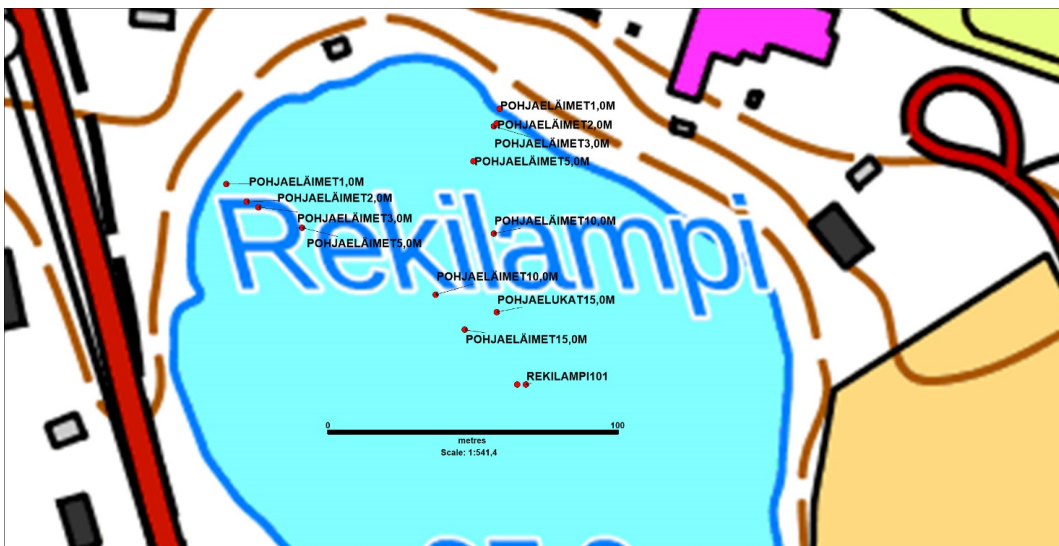 POHJAELÄIMET1,0M
POHJAELÄIMET2,0M
POHJAELÄIMET3,0M
POHJAELÄIMET5,0M
POHJAELÄIMET1,0M
POHJAELÄIMET2,0M
POHJAELÄIMET3,0M
POHJAELÄIMET5,0M
Rekilampi
POHJAELÄIMET10,0M
POHJAELÄIMET10,0M
POHJAELUKAT15,0M
POHJAELÄIMET15,0M
REKILAMPI101
0 100
metres
Scale: 1:541,4